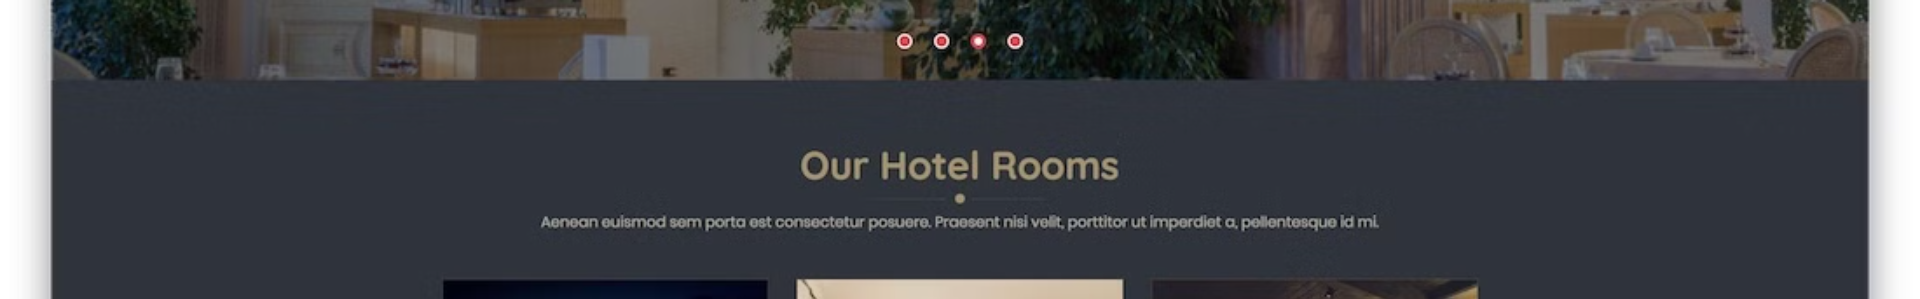 Our Hotel Rooms
Aenean euismod sem porta est consectetur posuere. Praesent nisi velit, porttitor ut imperdiet a, pellentesque id mi.